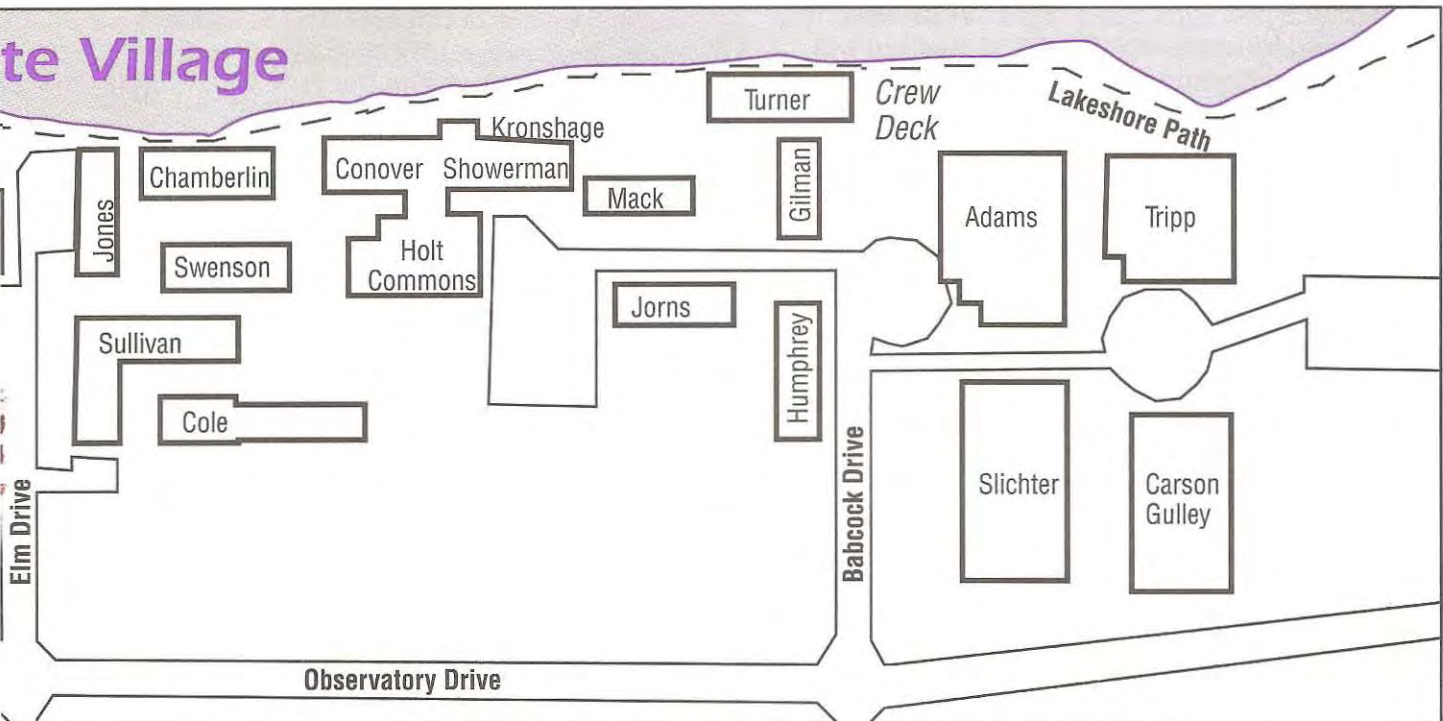 te Village
Turner
Crew
Deck
Lakeshore Path
Kronshage
Conover
Showerman
Jones
Chamberlin
Mack
Gilman
Adams
Tripp
Holt
Commons
Swenson
Jorns
Humphrey
Sullivan
Cole
Slichter
Carson
Gulley
Elm Drive
Babcock Drive
Observatory Drive